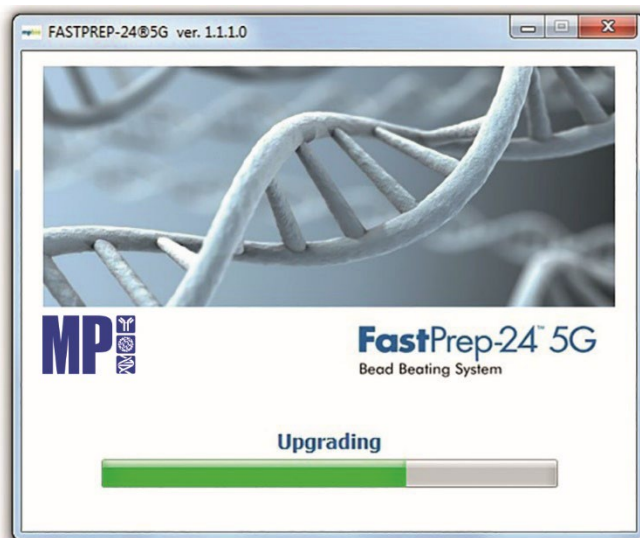 FASTPREP-24®5G ver. 1.1.1.0
MP
FastPrep-24™ 5G
Bead Beating System
Upgrading